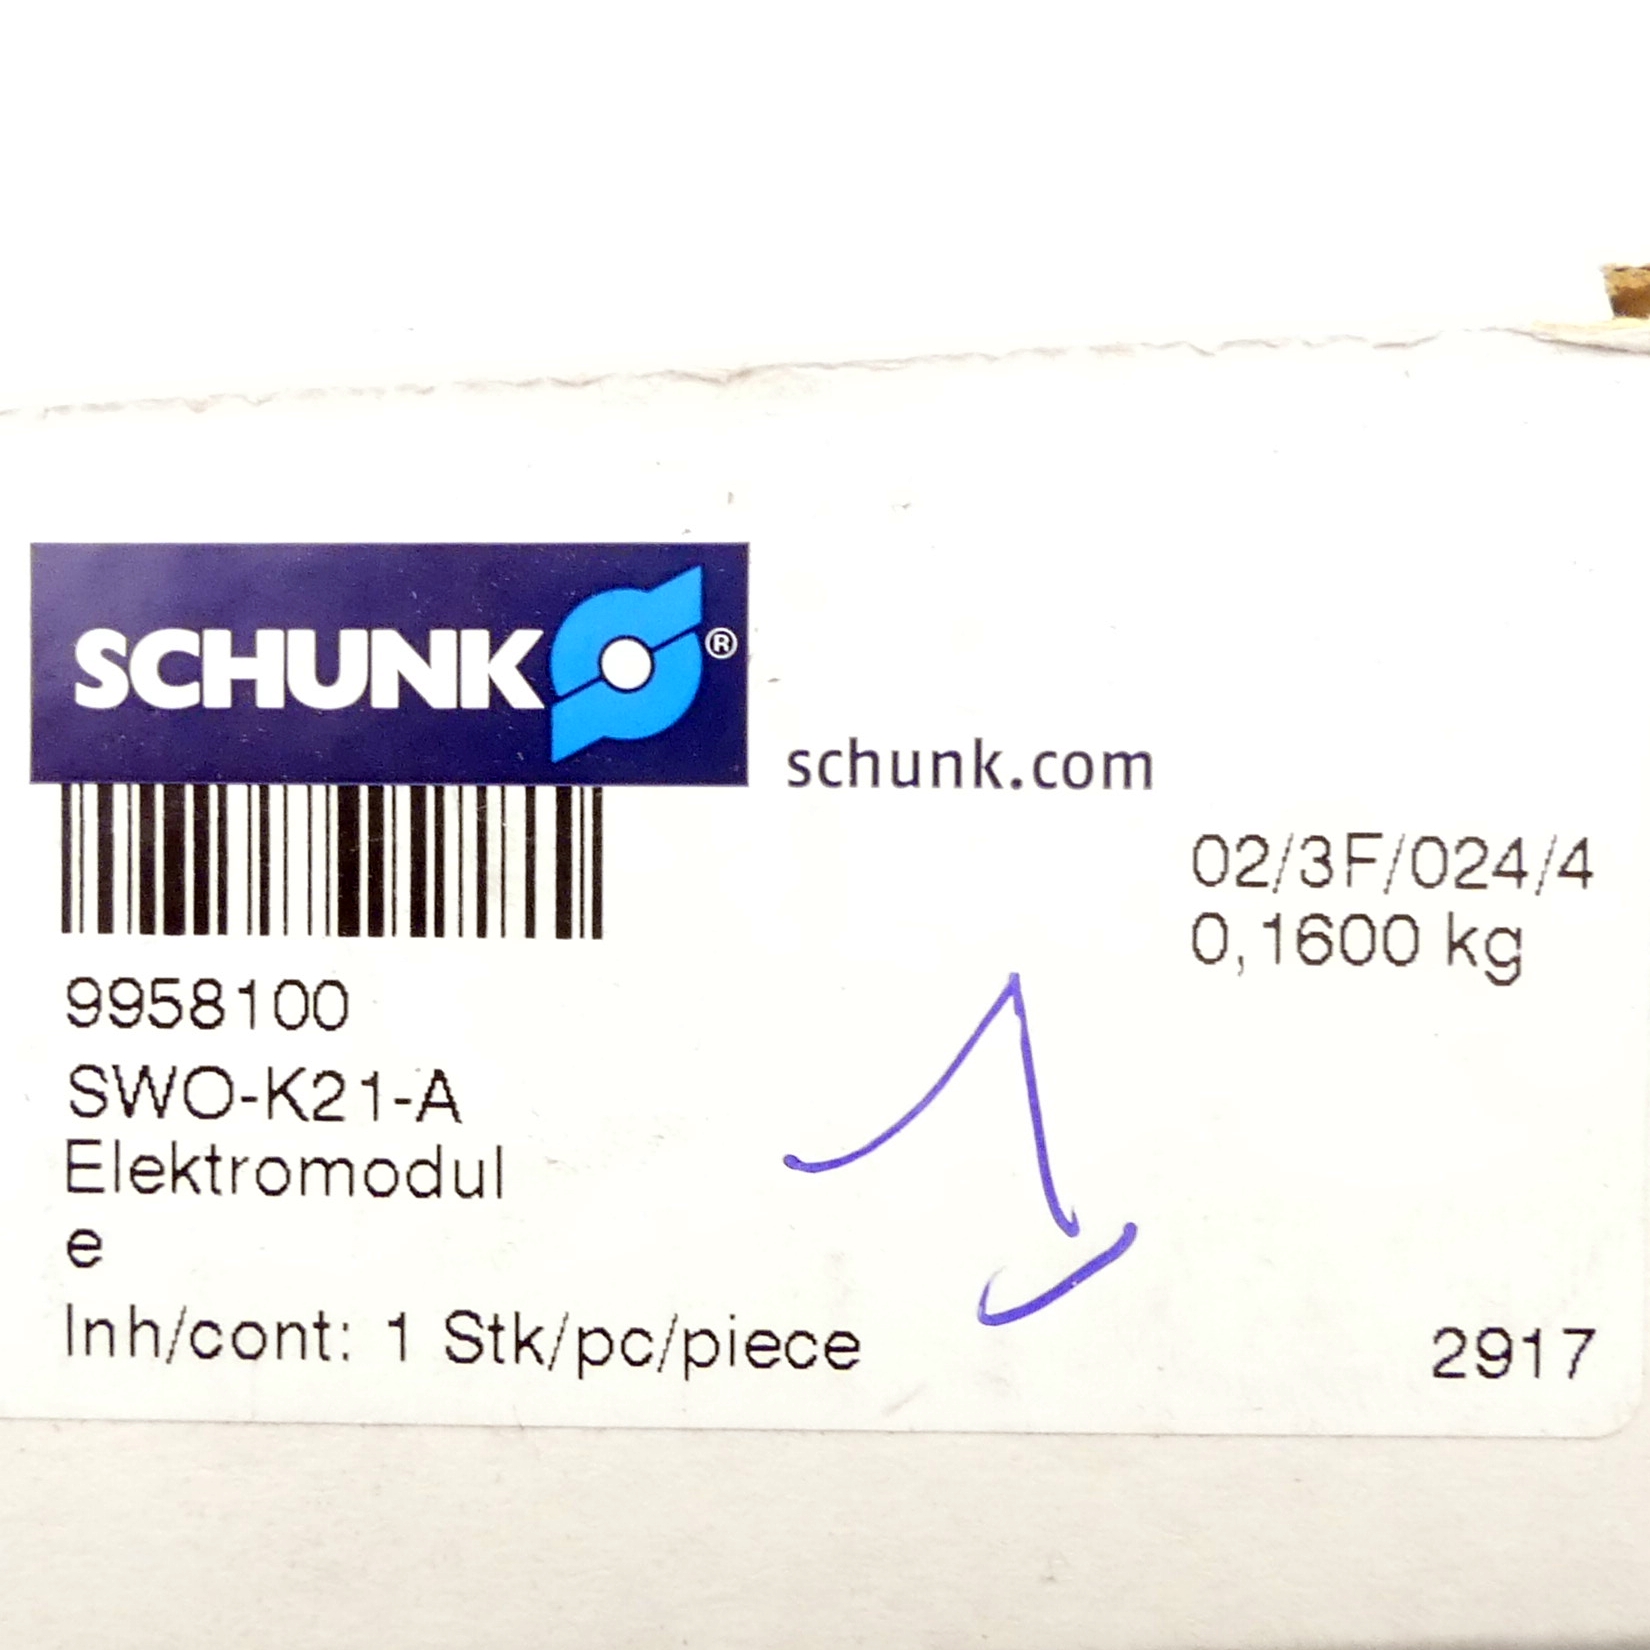 SCHUNK ®
schunk.com
02/3F/024/4
0,1600 kg
9958100
SWO-K21-A
Elektromodul
e
1
Inh/cont: 1 Stk/pc/piece
2917